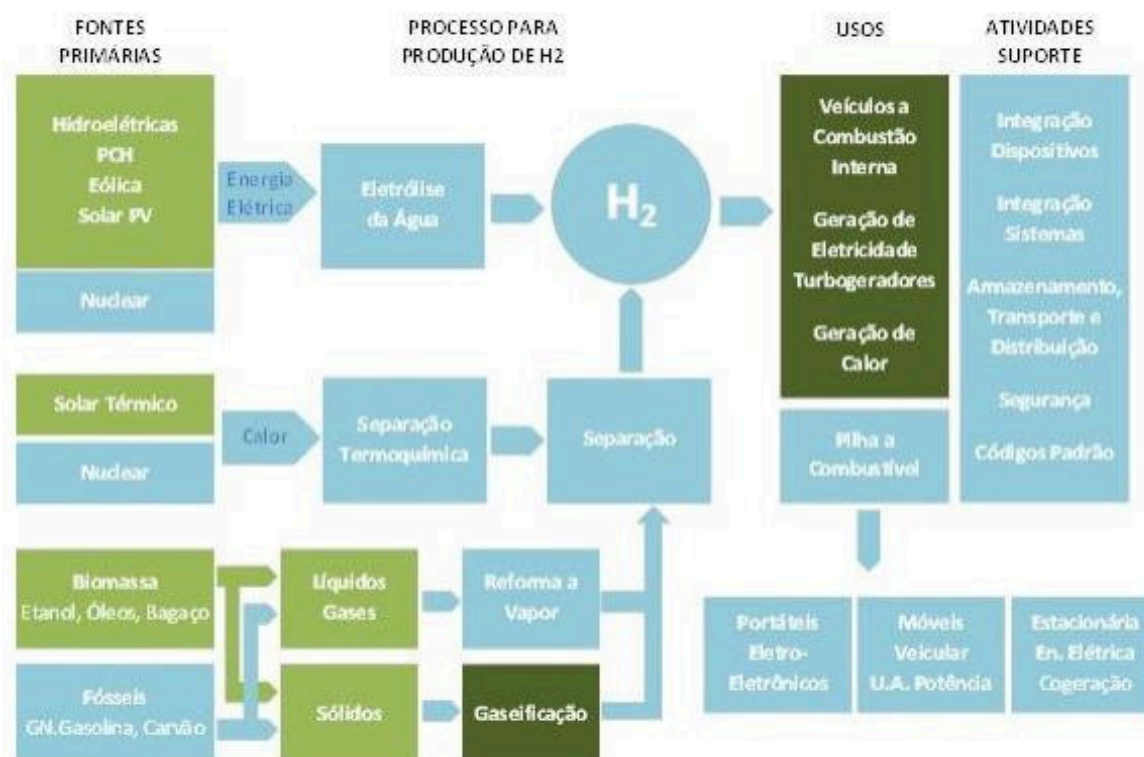 FONTES
PRIMÁRIAS
PROCESSO PARA
PRODUÇÃO DE H2
USOS
ATIVIDADES
SUPORTE
Hidroelétricas
PCH
Eólica
Solar PV
Nuclear
Energia
Elétrica
Eletrólise
da Água
H2
Veículos a
Combustão
Interna
Geração de
Eletricidade
Turbogeradores
Geração de
Calor
Pilha a
Combustível
Integração
Dispositivos
Integração
Sistemas
Armazenamento,
Transporte e
Distribuição
Segurança
Códigos Padrão
Solar Térmico
Nuclear
Calor
Separação
Termoquímica
Separação
Biomassa
Etanol, Óleos, Bagaço
Líquidos
Gases
Reforma a
Vapor
Fósseis
GN.Gasolina, Carvão
Sólidos
Gaseificação
Portáteis
Eletro-
Eletrônicos
Móveis
Veicular
U.A. Potência
Estacionária
En. Elétrica
Cogeração